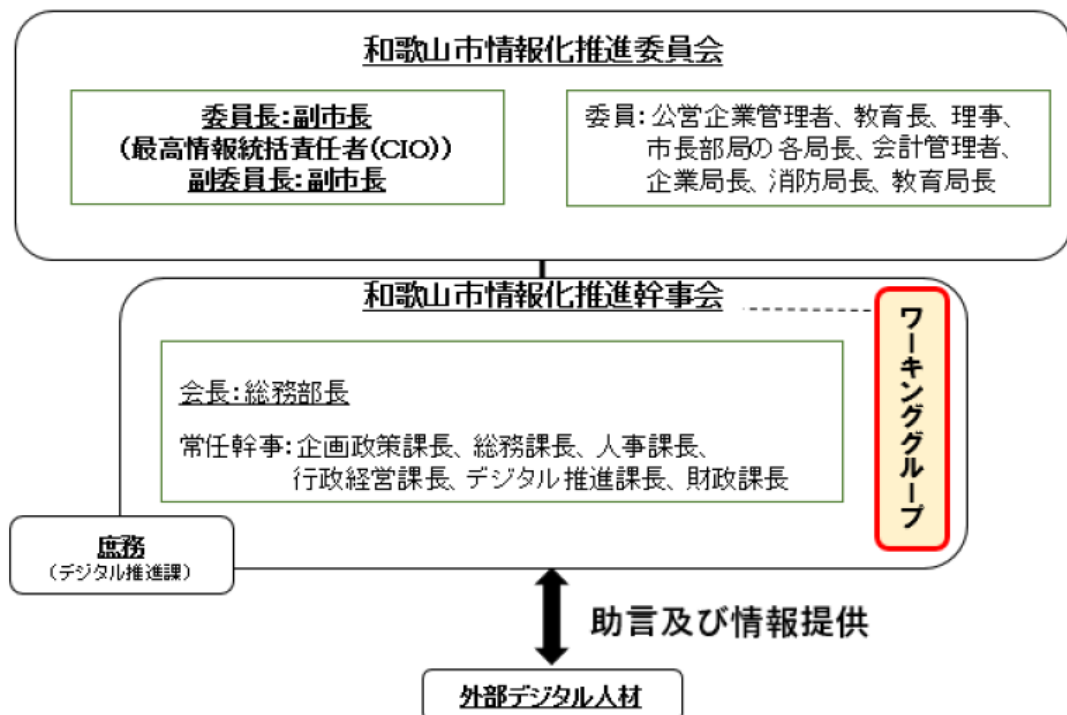 和歌山市情報化推進委員会
委員長:副市長
(最高情報統括責任者(CIO))
副委員長:副市長
委員:公営企業管理者、教育長、理事、
市長部局の各局長、会計管理者、
企業局長、消防局長、教育局長
和歌山市情報化推進幹事会
会長:総務部長
常任幹事:企画政策課長、総務課長、人事課長、
行政経営課長、デジタル推進課長、財政課長
ワーキンググループ
庶務
(デジタル推進課)
助言及び情報提供
外部デジタル人材